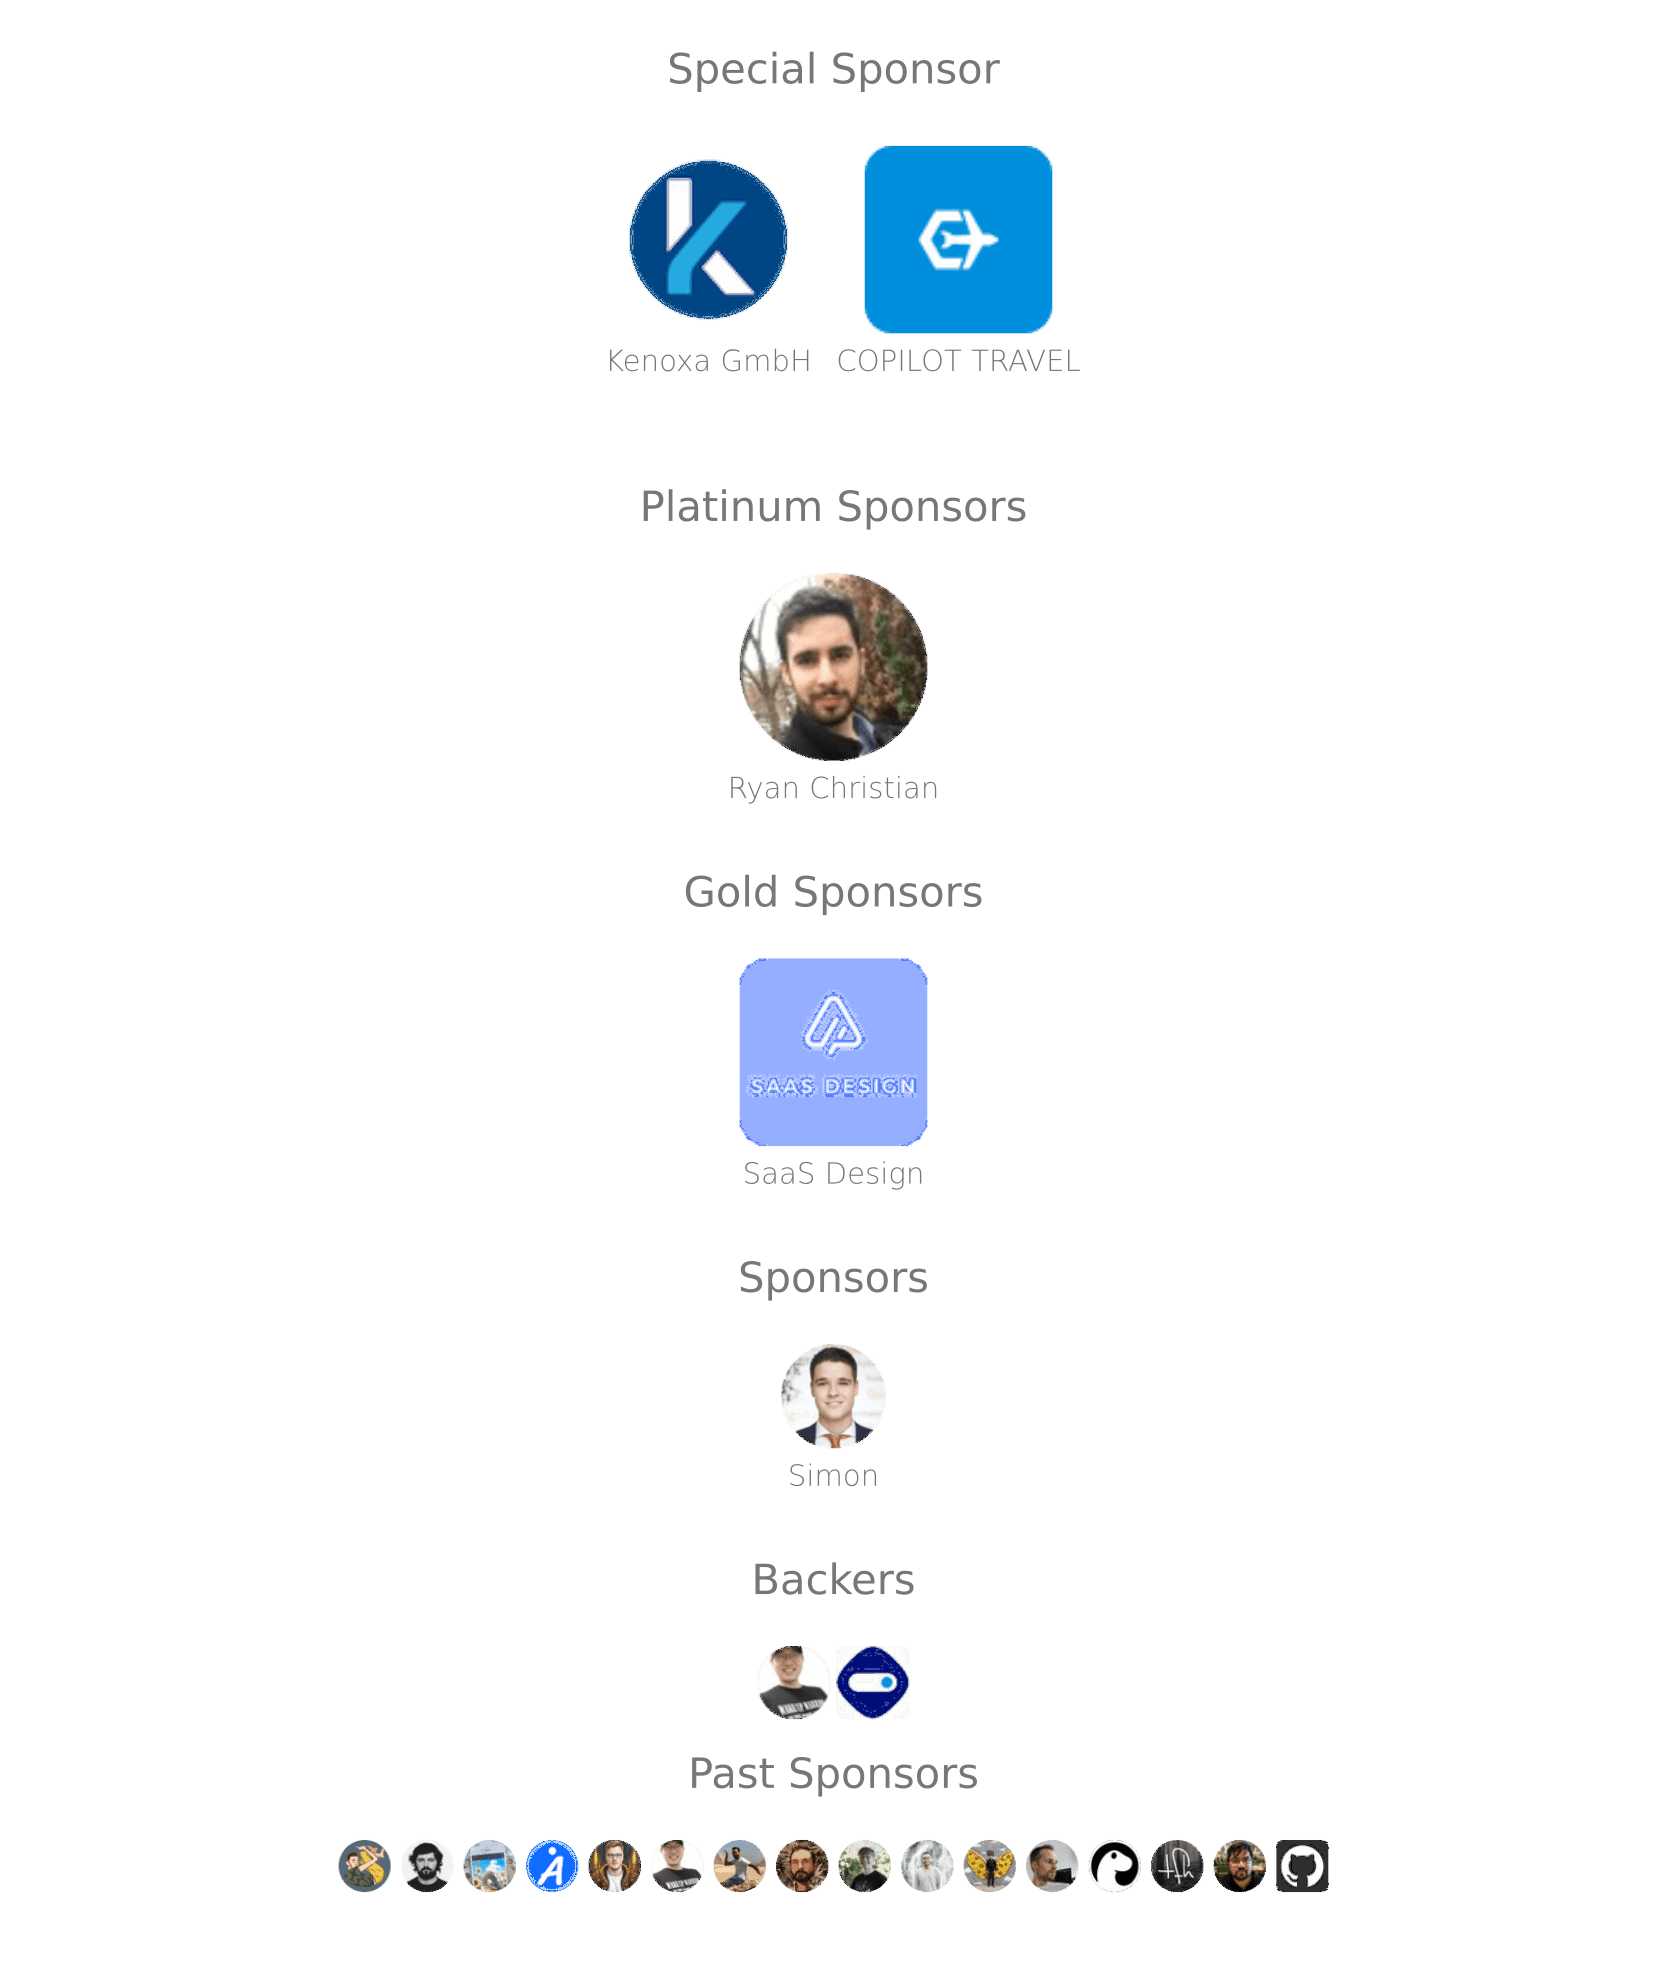 Special Sponsor
Kenoxa GmbH COPILOT TRAVEL
Platinum Sponsors
Ryan Christian
Gold Sponsors
SAAS DESIGN
SaaS Design
Sponsors
Simon
Backers
Past Sponsors